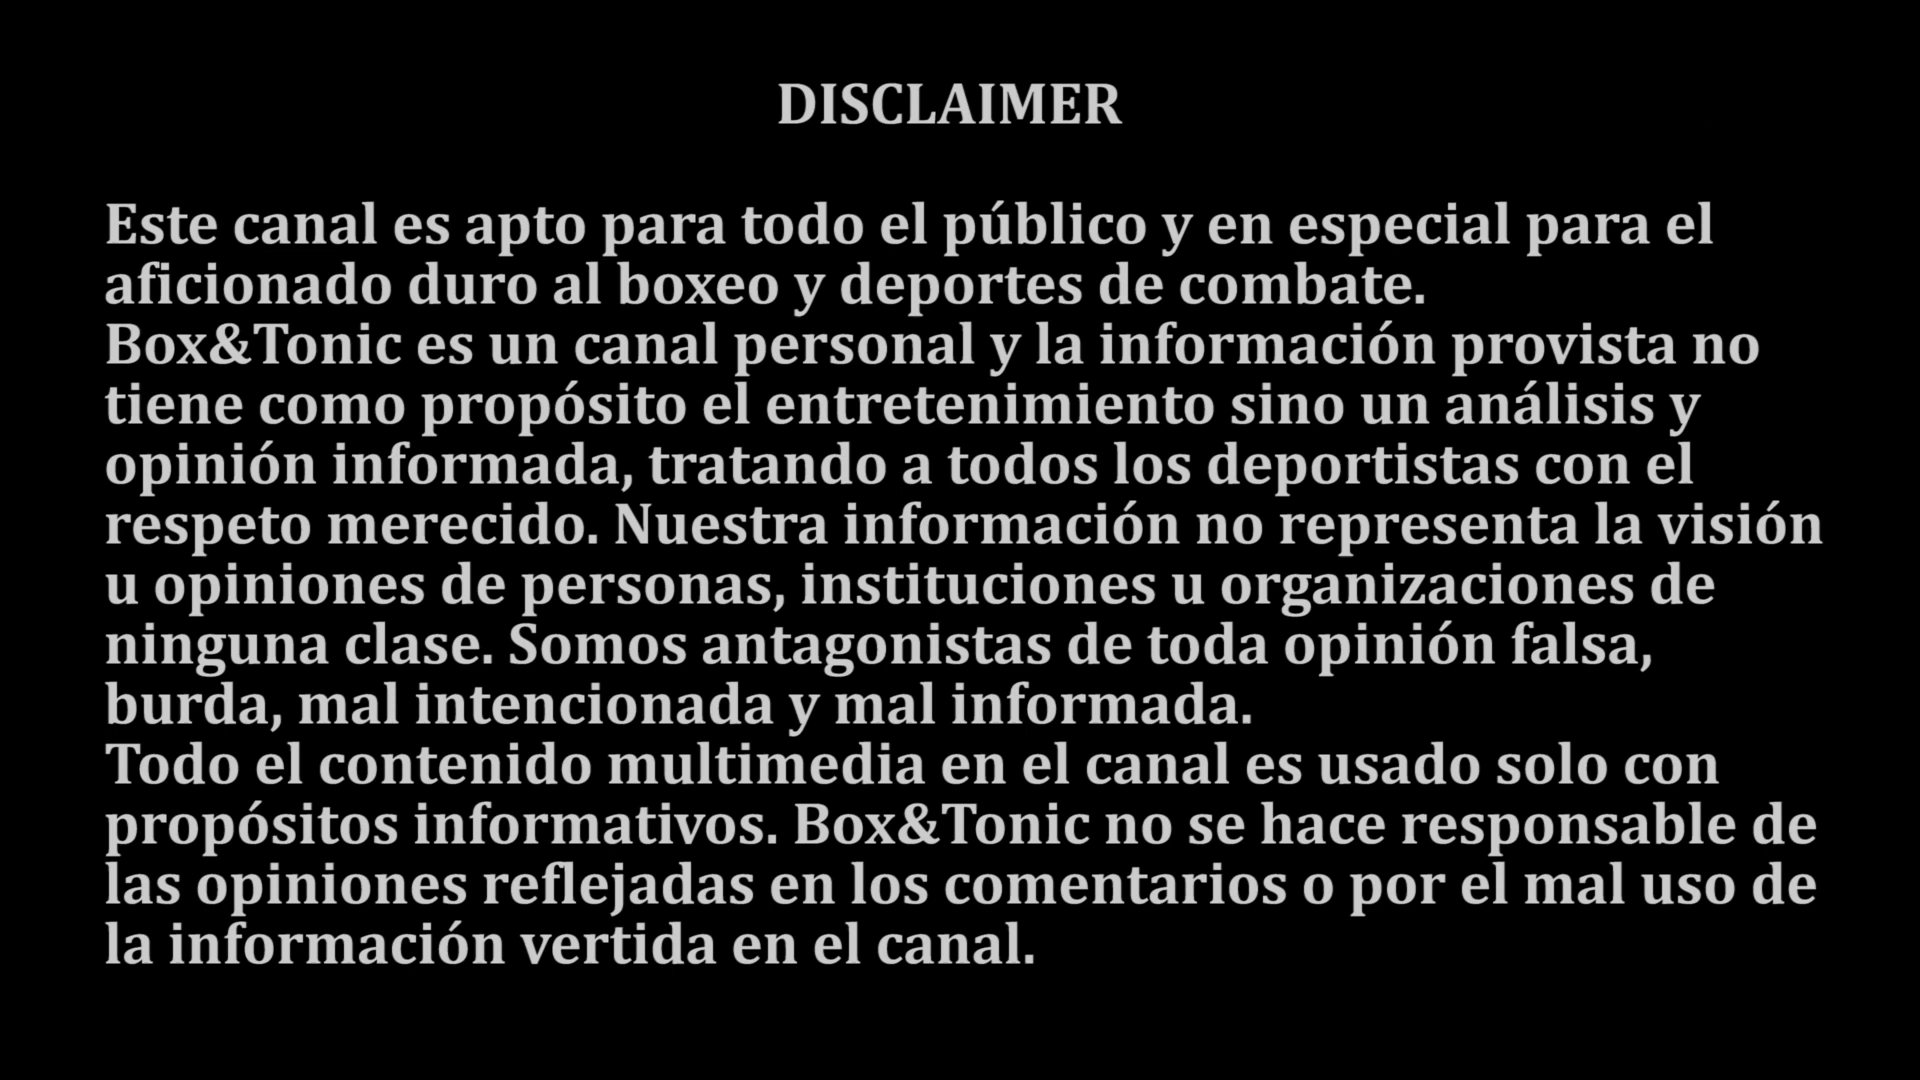 DISCLAIMER
Este canal es apto para todo el público y en especial para el
aficionado duro al boxeo y deportes de combate.
Box&Tonic es un canal personal y la información provista no
tiene como propósito el entretenimiento sino un análisis y
opinión informada, tratando a todos los deportistas con el
respeto merecido. Nuestra información no representa la visión
u opiniones de personas, instituciones u organizaciones de
ninguna clase. Somos antagonistas de toda opinión falsa,
burda, mal intencionada y mal informada.
Todo el contenido multimedia en el canal es usado solo con
propósitos informativos. Box&Tonic no se hace responsable de
las opiniones reflejadas en los comentarios o por el mal uso de
la información vertida en el canal.